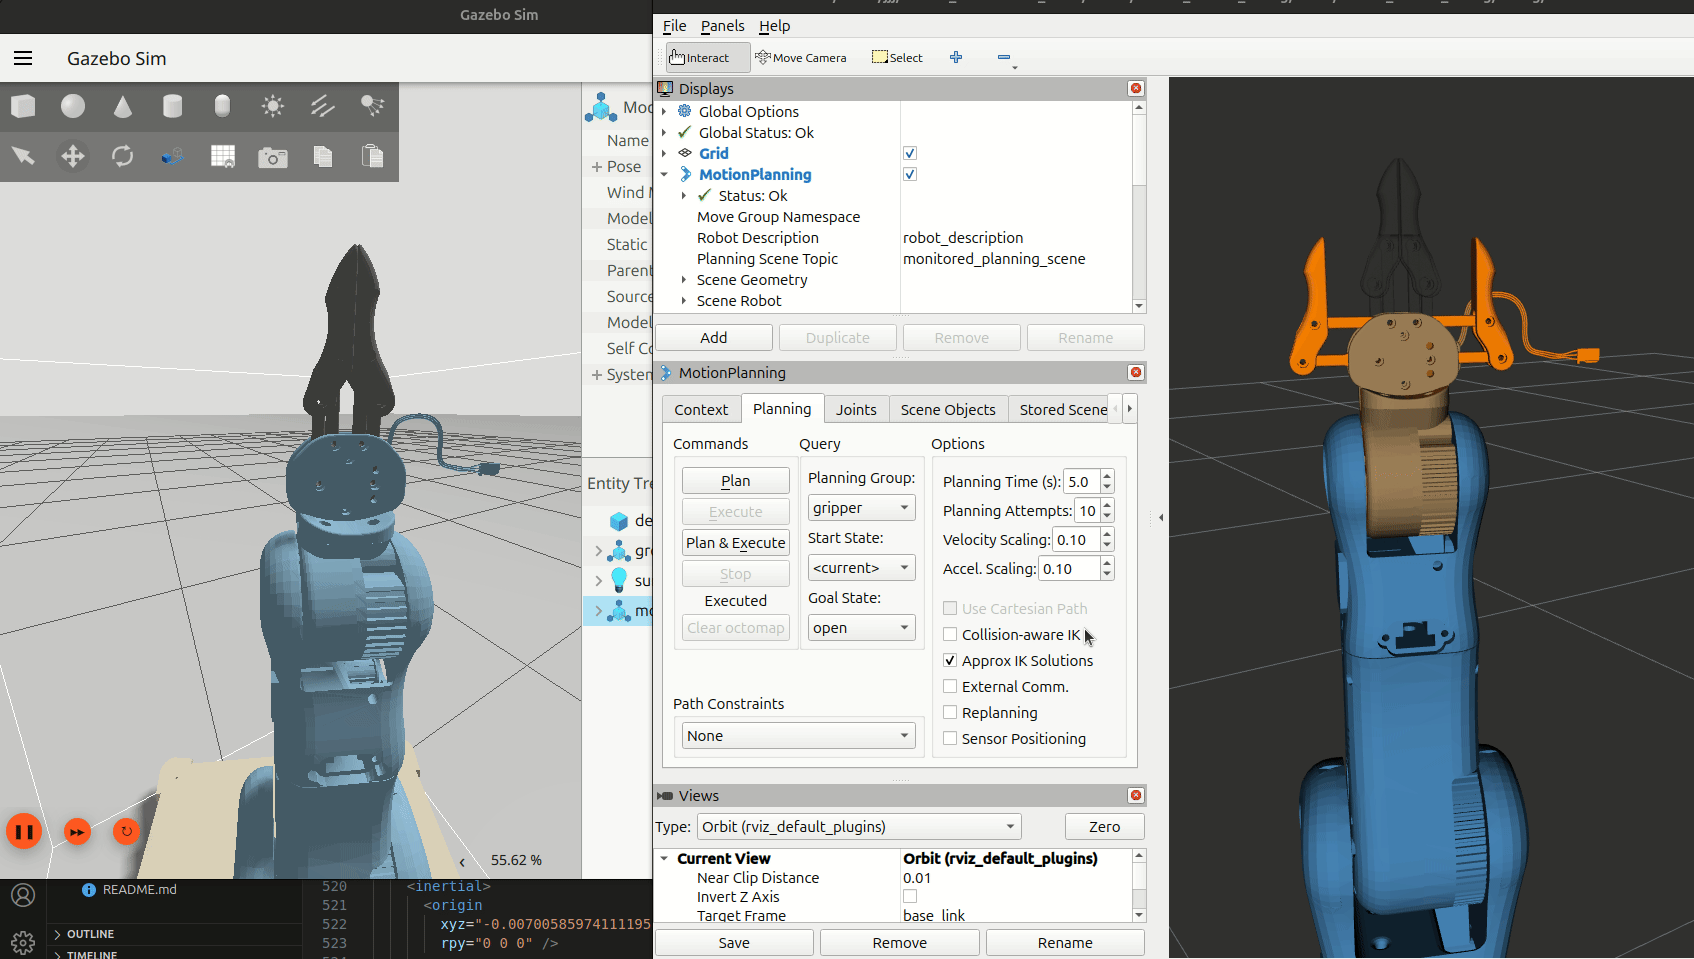 Gazebo Sim
Gazebo Sim
Name
Pose
Wind
Model
Static
Parent
Source
Model
Self
System
Entity
55.62 %
README.md
OUTLINE
TIMELINE
520 <inertial>
521 <origin
522 xyz="-0.00700585974111195
523 rpy="0 0 0" />
File Panels Help
Interact Move Camera Select
Displays
Global Options
Global Status: Ok
Grid
MotionPlanning
Status: Ok
Move Group Namespace
Robot Description robot_description
Planning Scene Topic monitored_planning_scene
Scene Geometry
Scene Robot
Add Duplicate Remove Rename
MotionPlanning
Context Planning Joints Scene Objects Stored Scene
Commands Query Options
Plan
Execute
Plan & Execute
Stop
Executed
Clear octomap
Planning Group:
gripper
Start State:
<current>
Goal State:
open
Planning Time (s): 5.0
Planning Attempts: 10
Velocity Scaling: 0.10
Accel. Scaling: 0.10
Use Cartesian Path
Collision-aware IK
Approx IK Solutions
External Comm.
Replanning
Sensor Positioning
Path Constraints
None
Views
Type: Orbit (rviz_default_plugins) Zero
Current View Orbit (rviz_default_plugins)
Near Clip Distance 0.01
Invert Z Axis
Target Frame base_link
Save Remove Rename